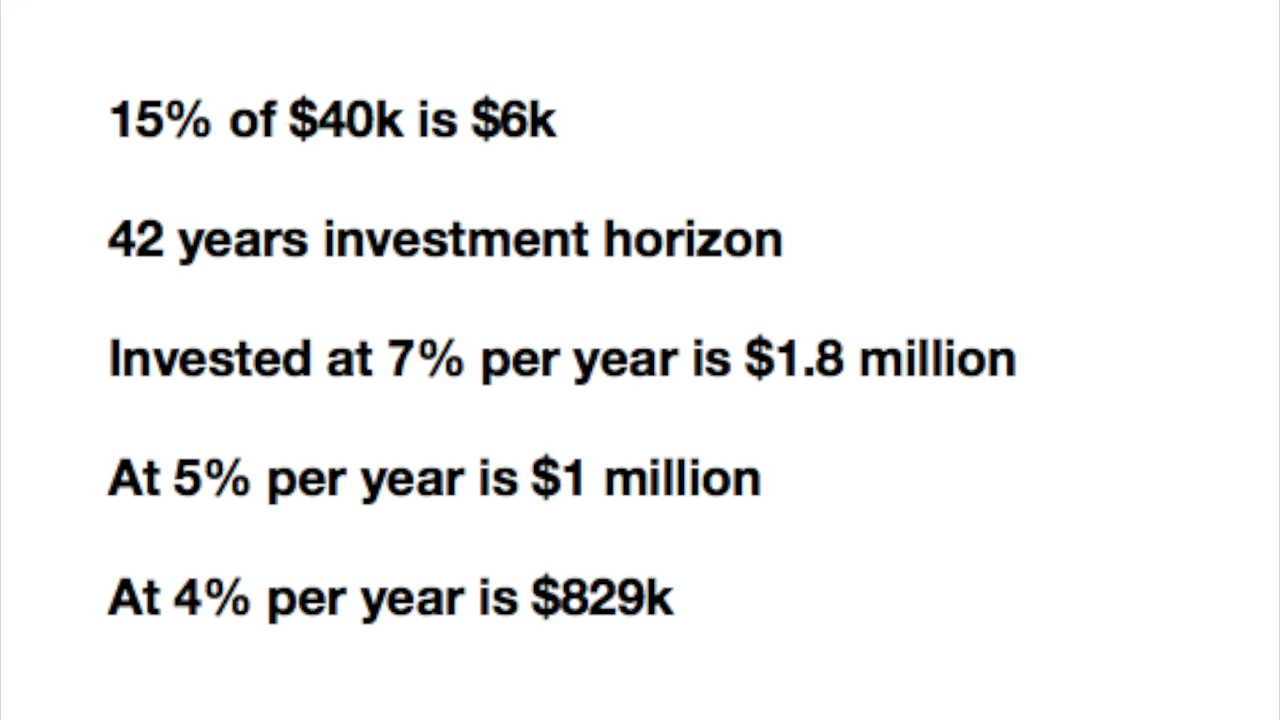 15% of $40k is $6k
42 years investment horizon
Invested at 7% per year is $1.8 million
At 5% per year is $1 million
At 4% per year is $829k